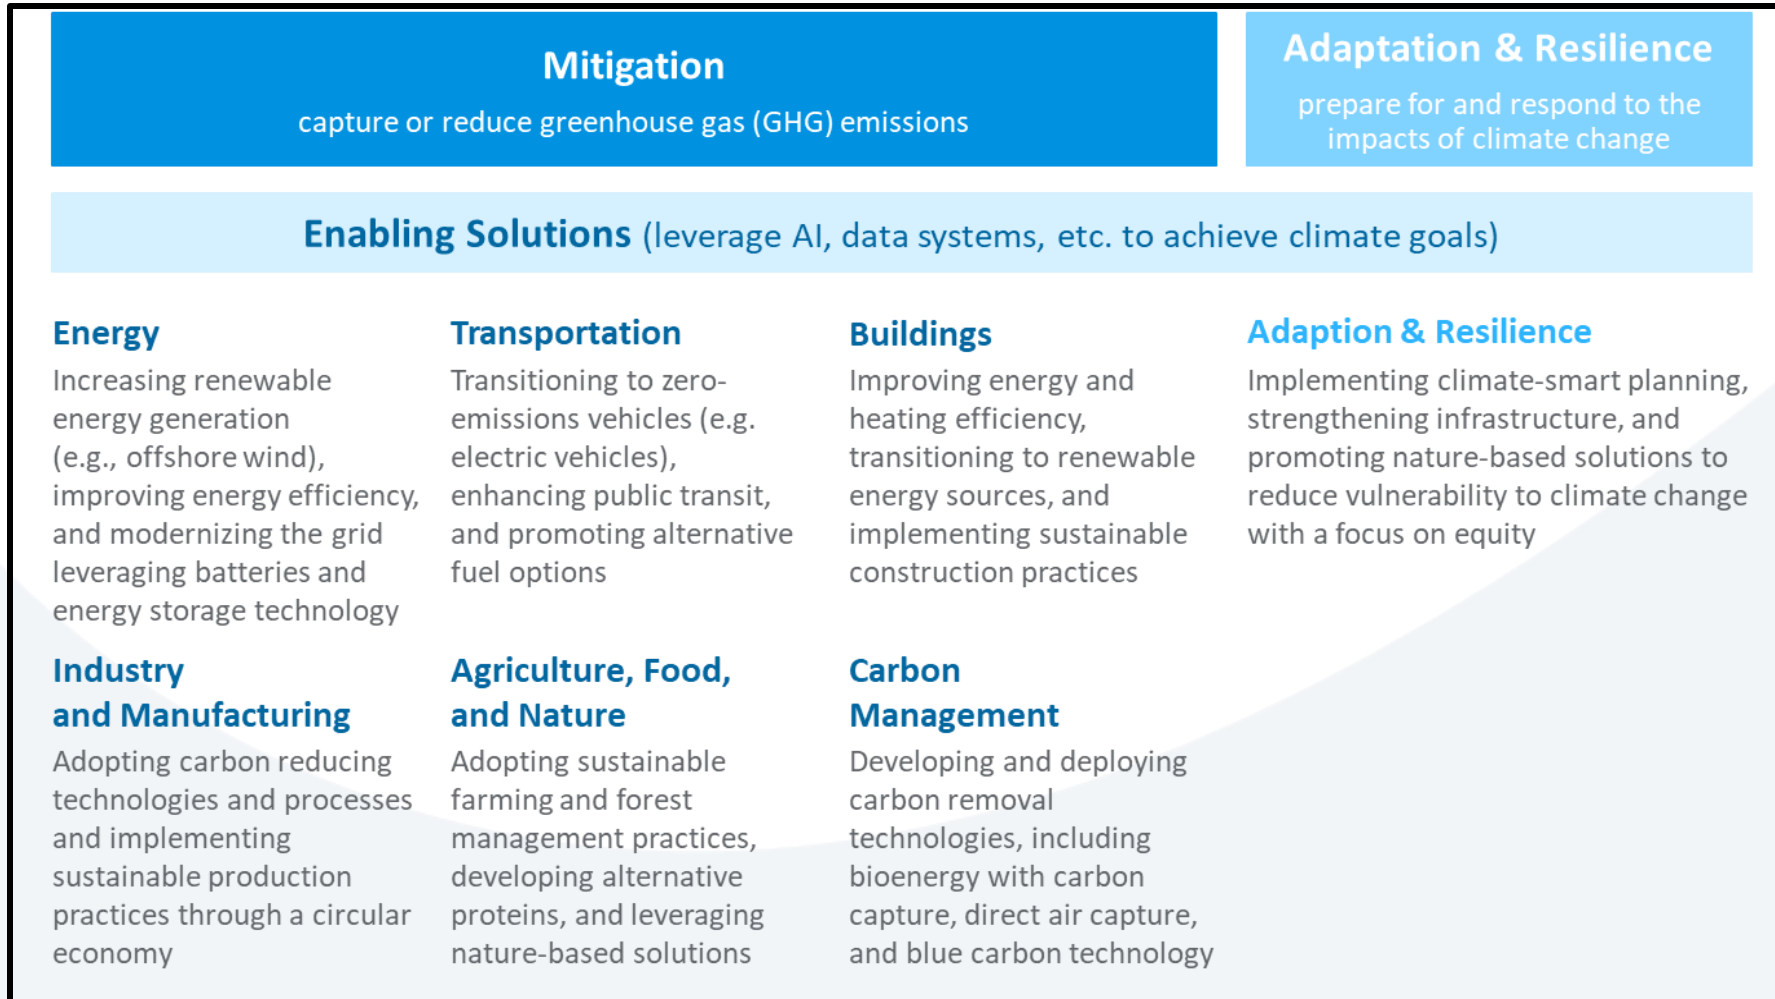 Mitigation
capture or reduce greenhouse gas (GHG) emissions
Adaptation & Resilience
prepare for and respond to the
impacts of climate change
Enabling Solutions (leverage AI, data systems, etc. to achieve climate goals)
Energy
Increasing renewable
energy generation
(e.g., offshore wind),
improving energy efficiency,
and modernizing the grid
leveraging batteries and
energy storage technology
Transportation
Transitioning to zero-
emissions vehicles (e.g.
electric vehicles),
enhancing public transit,
and promoting alternative
fuel options
Buildings
Improving energy and
heating efficiency,
transitioning to renewable
energy sources, and
implementing sustainable
construction practices
Adaption & Resilience
Implementing climate-smart planning,
strengthening infrastructure, and
promoting nature-based solutions to
reduce vulnerability to climate change
with a focus on equity
Industry
and Manufacturing
Adopting carbon reducing
technologies and processes
and implementing
sustainable production
practices through a circular
economy
Agriculture, Food,
and Nature
Adopting sustainable
farming and forest
management practices,
developing alternative
proteins, and leveraging
nature-based solutions
Carbon
Management
Developing and deploying
carbon removal
technologies, including
bioenergy with carbon
capture, direct air capture,
and blue carbon technology